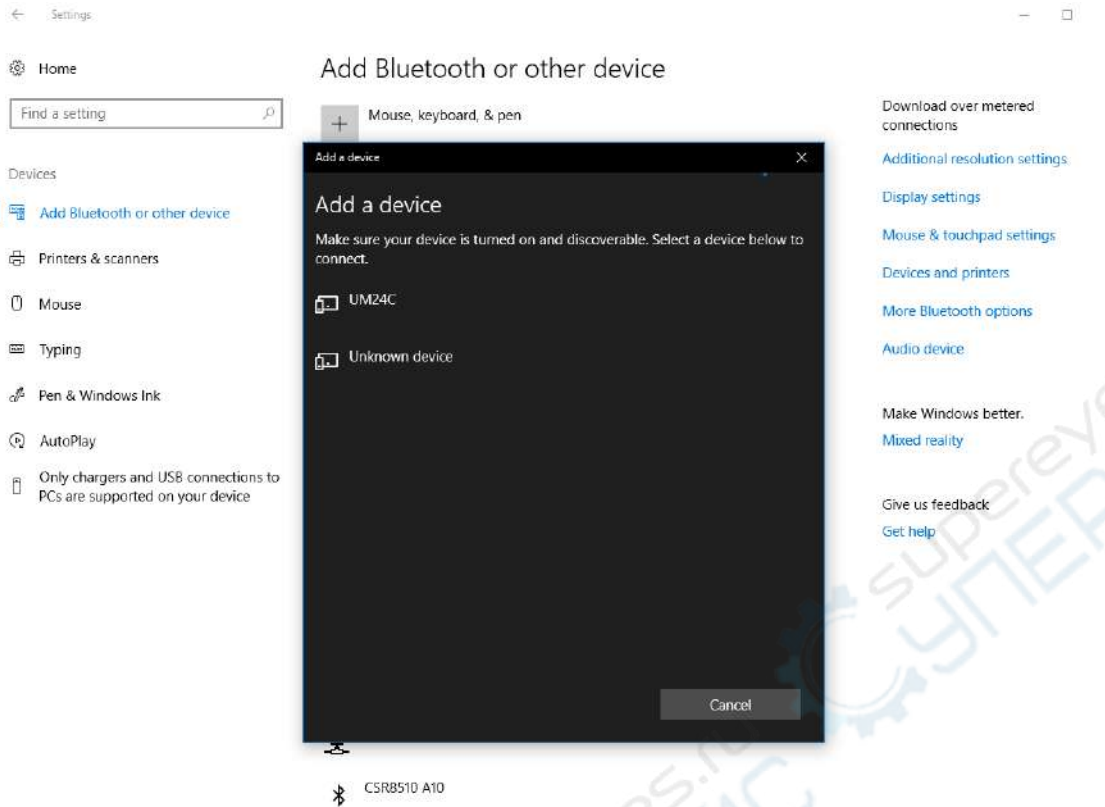 Settings
Home
Find a setting
Devices
Add Bluetooth or other device
Printers & scanners
Mouse
Typing
Pen & Windows Ink
AutoPlay
Only chargers and USB connections to
PCs are supported on your device
Add Bluetooth or other device
Mouse, keyboard, & pen
Add a device
Add a device
Make sure your device is turned on and discoverable. Select a device below to
connect.
UM24C
Unknown device
Cancel
CSR8510 A10
Download over metered
connections
Additional resolution settings
Display settings
Mouse & touchpad settings
Devices and printers
More Bluetooth options
Audio device
Make Windows better.
Mixed reality
Give us feedback
Get help